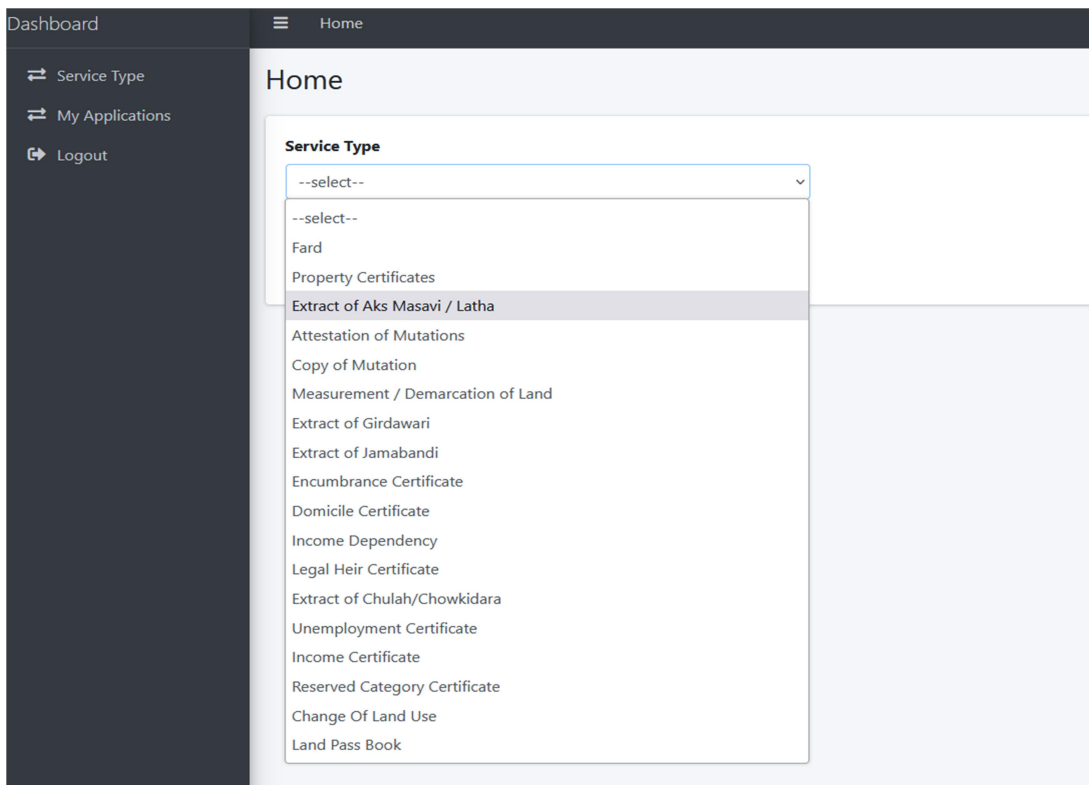 Dashboard
Home
Service Type
My Applications
Logout
Home
Service Type
--select--
--select--
Fard
Property Certificates
Extract of Aks Masavi / Latha
Attestation of Mutations
Copy of Mutation
Measurement / Demarcation of Land
Extract of Girdawari
Extract of Jamabandi
Encumbrance Certificate
Domicile Certificate
Income Dependency
Legal Heir Certificate
Extract of Chulah/Chowkidara
Unemployment Certificate
Income Certificate
Reserved Category Certificate
Change Of Land Use
Land Pass Book